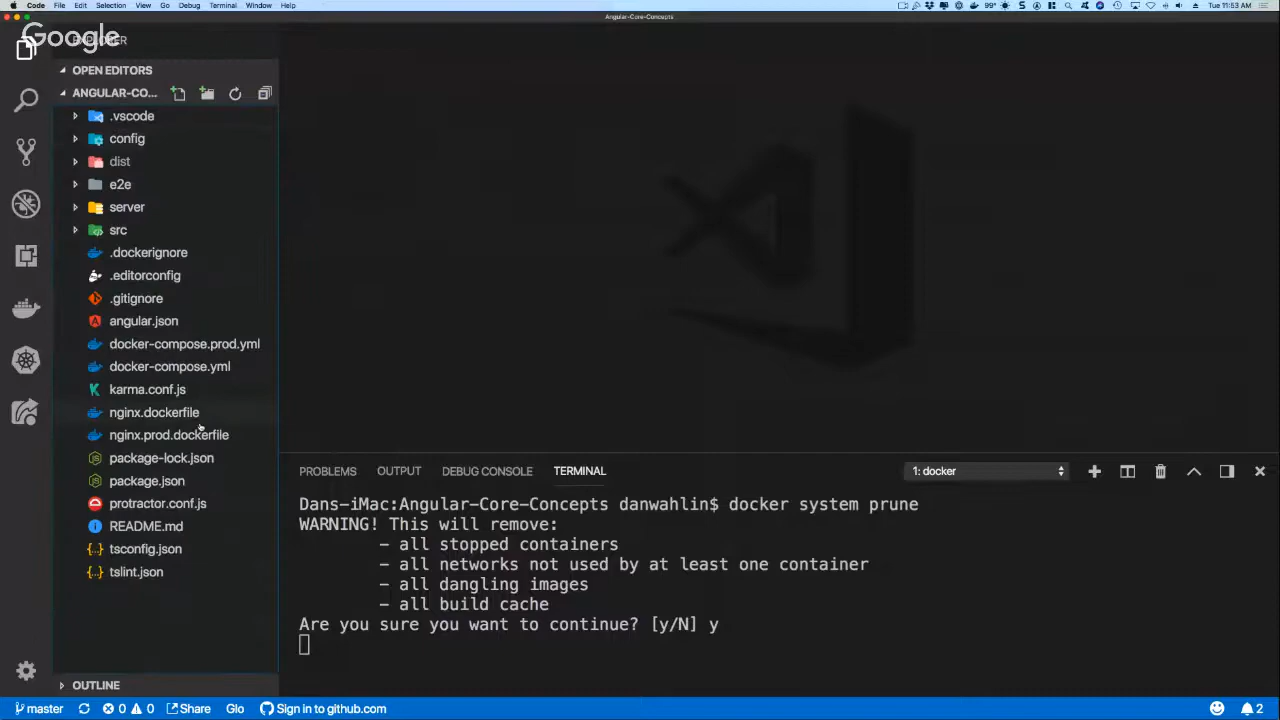 Code File Edit Selection View Go Debug Terminal Window Help
99°
Tue 11:53 AM
Angular-Core-Concepts
Google
EXPLORER
OPEN EDITORS
ANGULAR-CO...
.vscode
config
dist
e2e
server
src
.dockerignore
.editorconfig
.gitignore
angular.json
docker-compose.prod.yml
docker-compose.yml
karma.conf.js
nginx.dockerfile
nginx.prod.dockerfile
package-lock.json
package.json
protractor.conf.js
README.md
tsconfig.json
tslint.json
OUTLINE
PROBLEMS OUTPUT DEBUG CONSOLE TERMINAL
1: docker
Dans-iMac:Angular-Core-Concepts danwahlin$ docker system prune
WARNING! This will remove:
- all stopped containers
- all networks not used by at least one container
- all dangling images
- all build cache
Are you sure you want to continue? [y/N] y
master 0 0 Share Glo Sign in to github.com 2